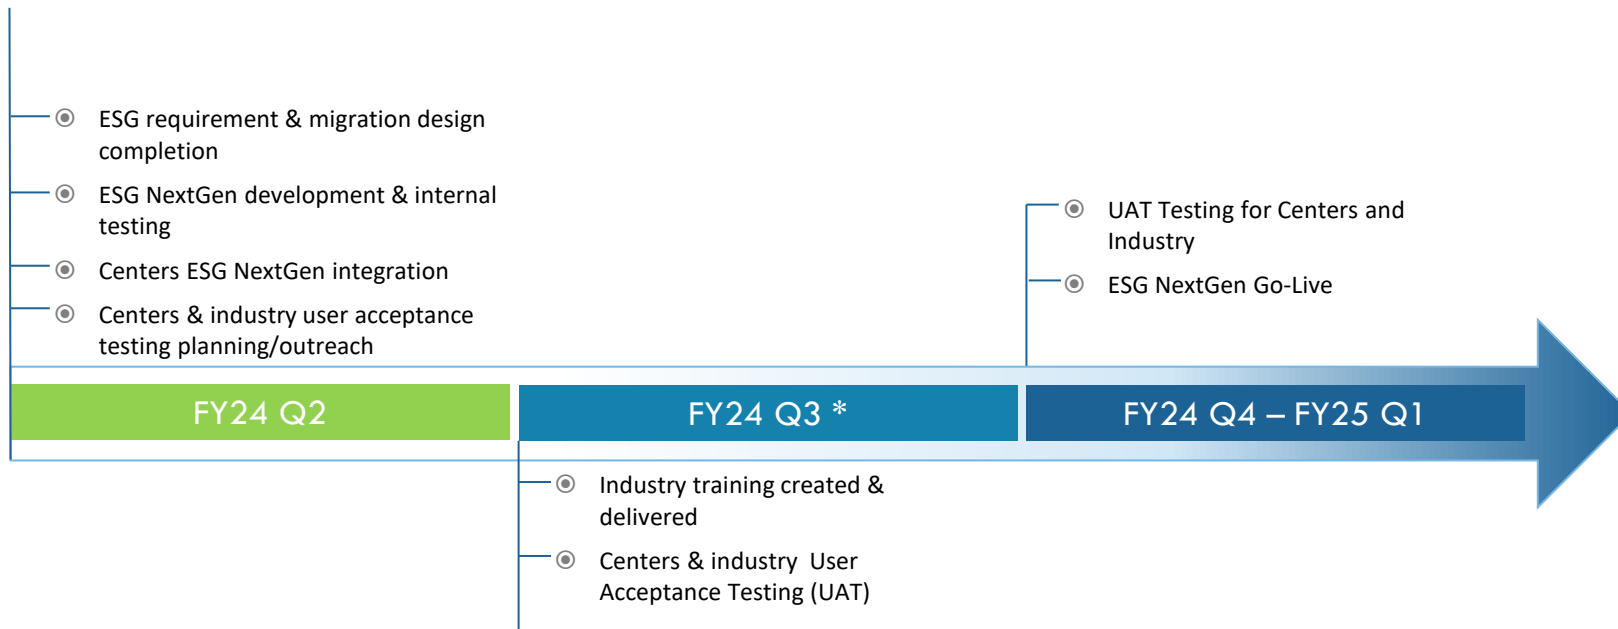 ESG requirement & migration design
completion
ESG NextGen development & internal
testing
Centers ESG NextGen integration
Centers & industry user acceptance
testing planning/outreach
UAT Testing for Centers and
Industry
ESG NextGen Go-Live
FY24 Q2
FY24 Q3 *
FY24 Q4 – FY25 Q1
Industry training created &
delivered
Centers & industry  User
Acceptance Testing (UAT)